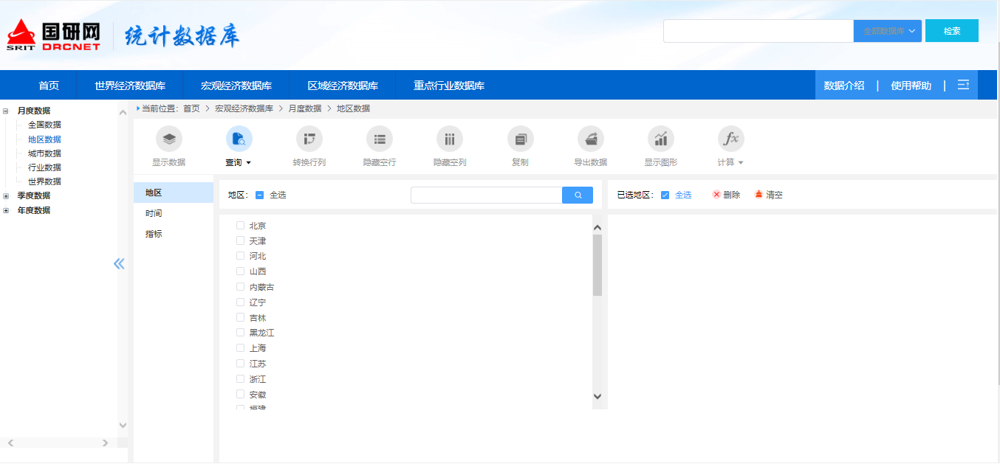 SRIT 国研网 DRCNET 统计数据库
全部数据库 检索
首页 世界经济数据库 宏观经济数据库 区域经济数据库 重点行业数据库 数据介绍 | 使用帮助 |
月度数据
全国数据
地区数据
城市数据
行业数据
世界数据
季度数据
年度数据
当前位置：首页 > 宏观经济数据库 > 月度数据 > 地区数据
显示数据 查询 转换行列 隐藏空行 隐藏空列 复制 导出数据 显示图形 fx 计算
地区
时间
指标
地区： 全选
已选地区： 全选 删除 清空
北京
天津
河北
山西
内蒙古
辽宁
吉林
黑龙江
上海
江苏
浙江
安徽
福建